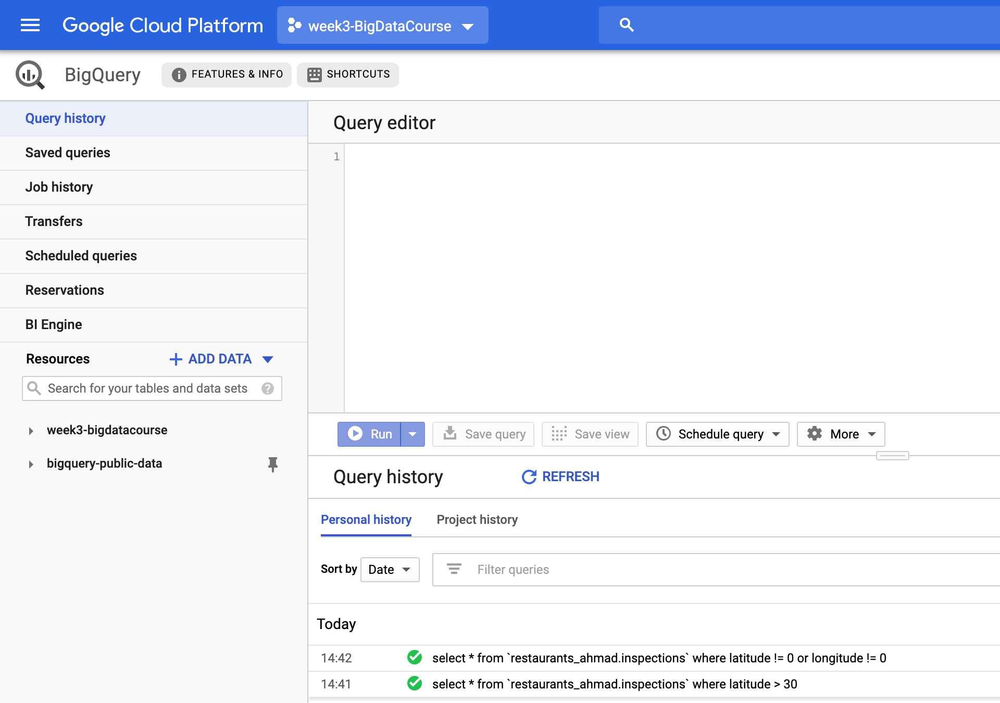 Google Cloud Platform week3-BigDataCourse
BigQuery FEATURES & INFO SHORTCUTS
Query history
Saved queries
Job history
Transfers
Scheduled queries
Reservations
BI Engine
Resources ADD DATA
Search for your tables and data sets
week3-bigdatacourse
bigquery-public-data
Query editor
1
Run Save query Save view Schedule query More
Query history REFRESH
Personal history Project history
Sort by Date Filter queries
Today
14:42 select * from `restaurants_ahmad.inspections` where latitude != 0 or longitude != 0
14:41 select * from `restaurants_ahmad.inspections` where latitude > 30